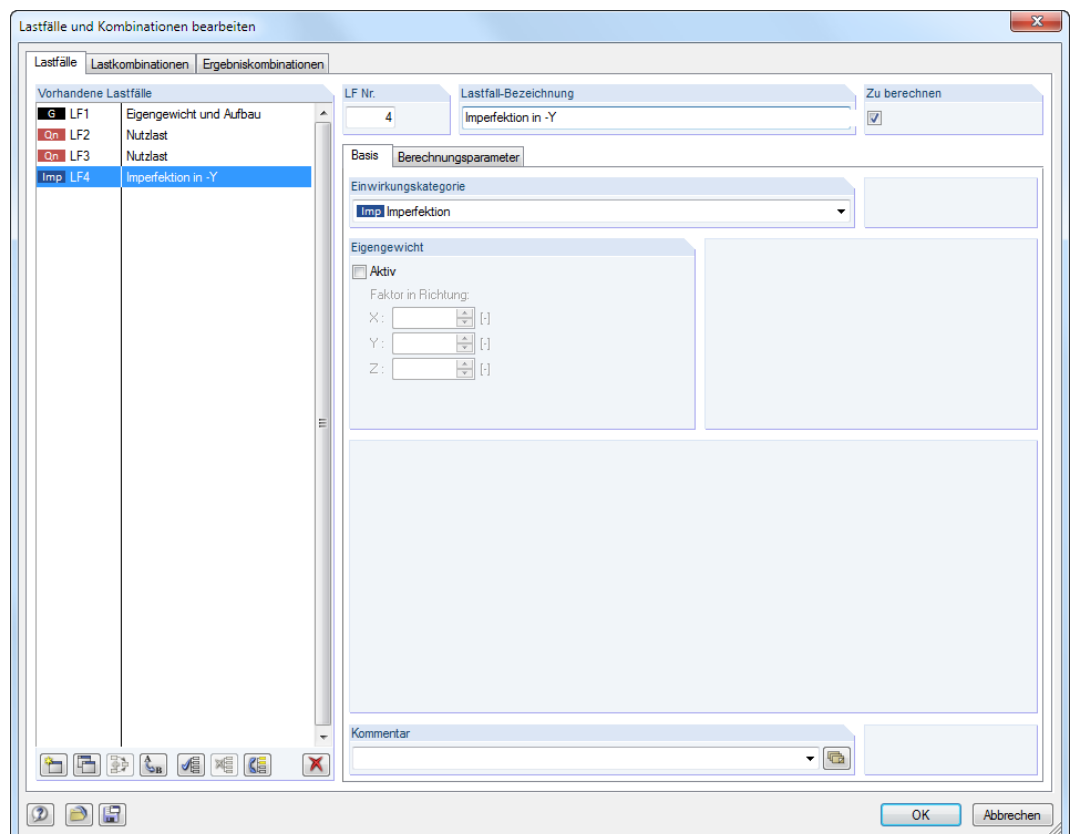 Lastfälle und Kombinationen bearbeiten
Lastfälle Lastkombinationen Ergebniskombinationen
Vorhandene Lastfälle
G LF1 Eigengewicht und Aufbau
Qn LF2 Nutzlast
Qn LF3 Nutzlast
Imp LF4 Imperfektion in -Y
LF Nr.
4
Lastfall-Bezeichnung
Imperfektion in -Y
Zu berechnen
Basis Berechnungsparameter
Einwirkungskategorie
Imp Imperfektion
Eigengewicht
Aktiv
Faktor in Richtung:
X : [-]
Y : [-]
Z : [-]
Kommentar
OK Abbrechen